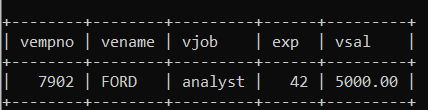 +--------+--------+---------+------+---------+
| vempno | vename | vjob    | exp  | vsal    |
+--------+--------+---------+------+---------+
|   7902 | FORD   | analyst |   42 | 5000.00 |
+--------+--------+---------+------+---------+